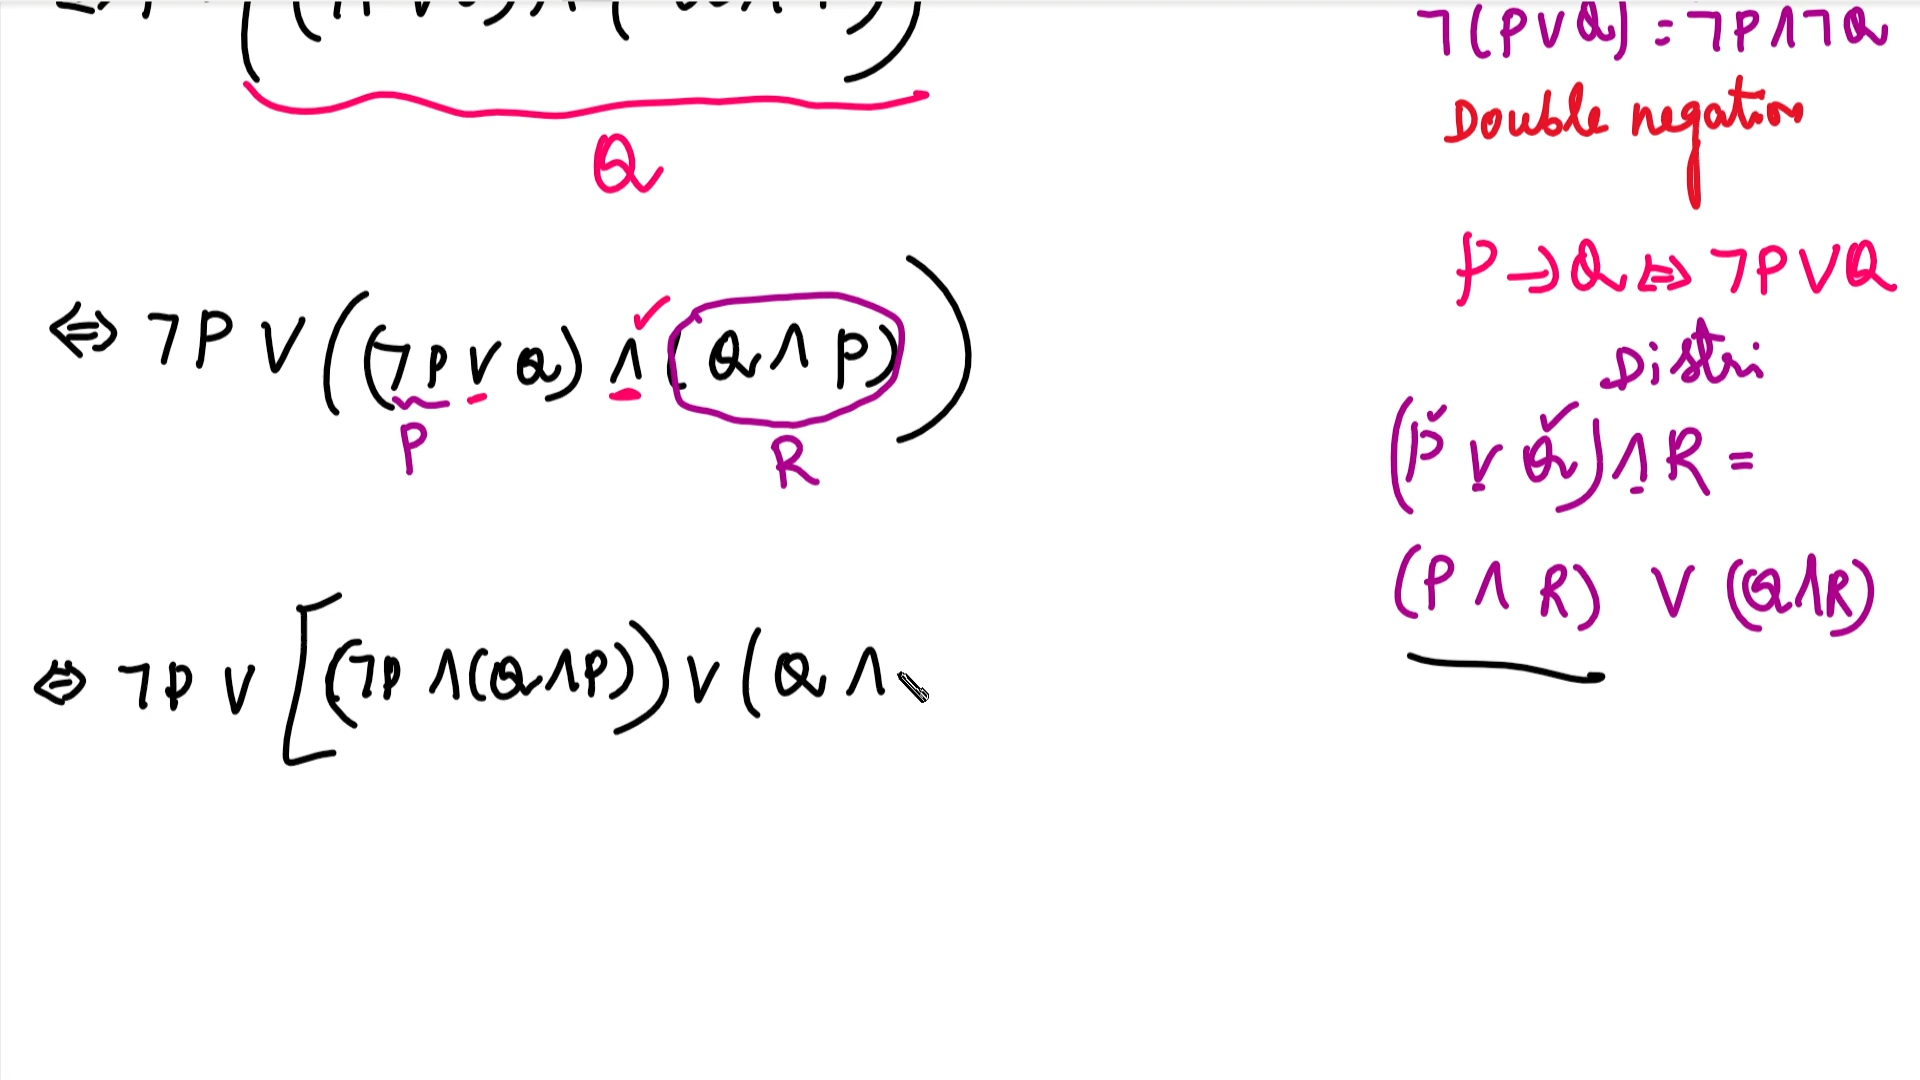 Q
⇔ ¬P ∨ ((¬P ∨ Q) ∧ (Q ∧ P))
P R
⇔ ¬P ∨ [(¬P ∧ (Q ∧ P)) ∨ (Q ∧
¬(P ∨ Q) = ¬P ∧ ¬Q
Double negation
P → Q ⇔ ¬P ∨ Q
Distri
(P ∨ Q) ∧ R =
(P ∧ R) ∨ (Q ∧ R)